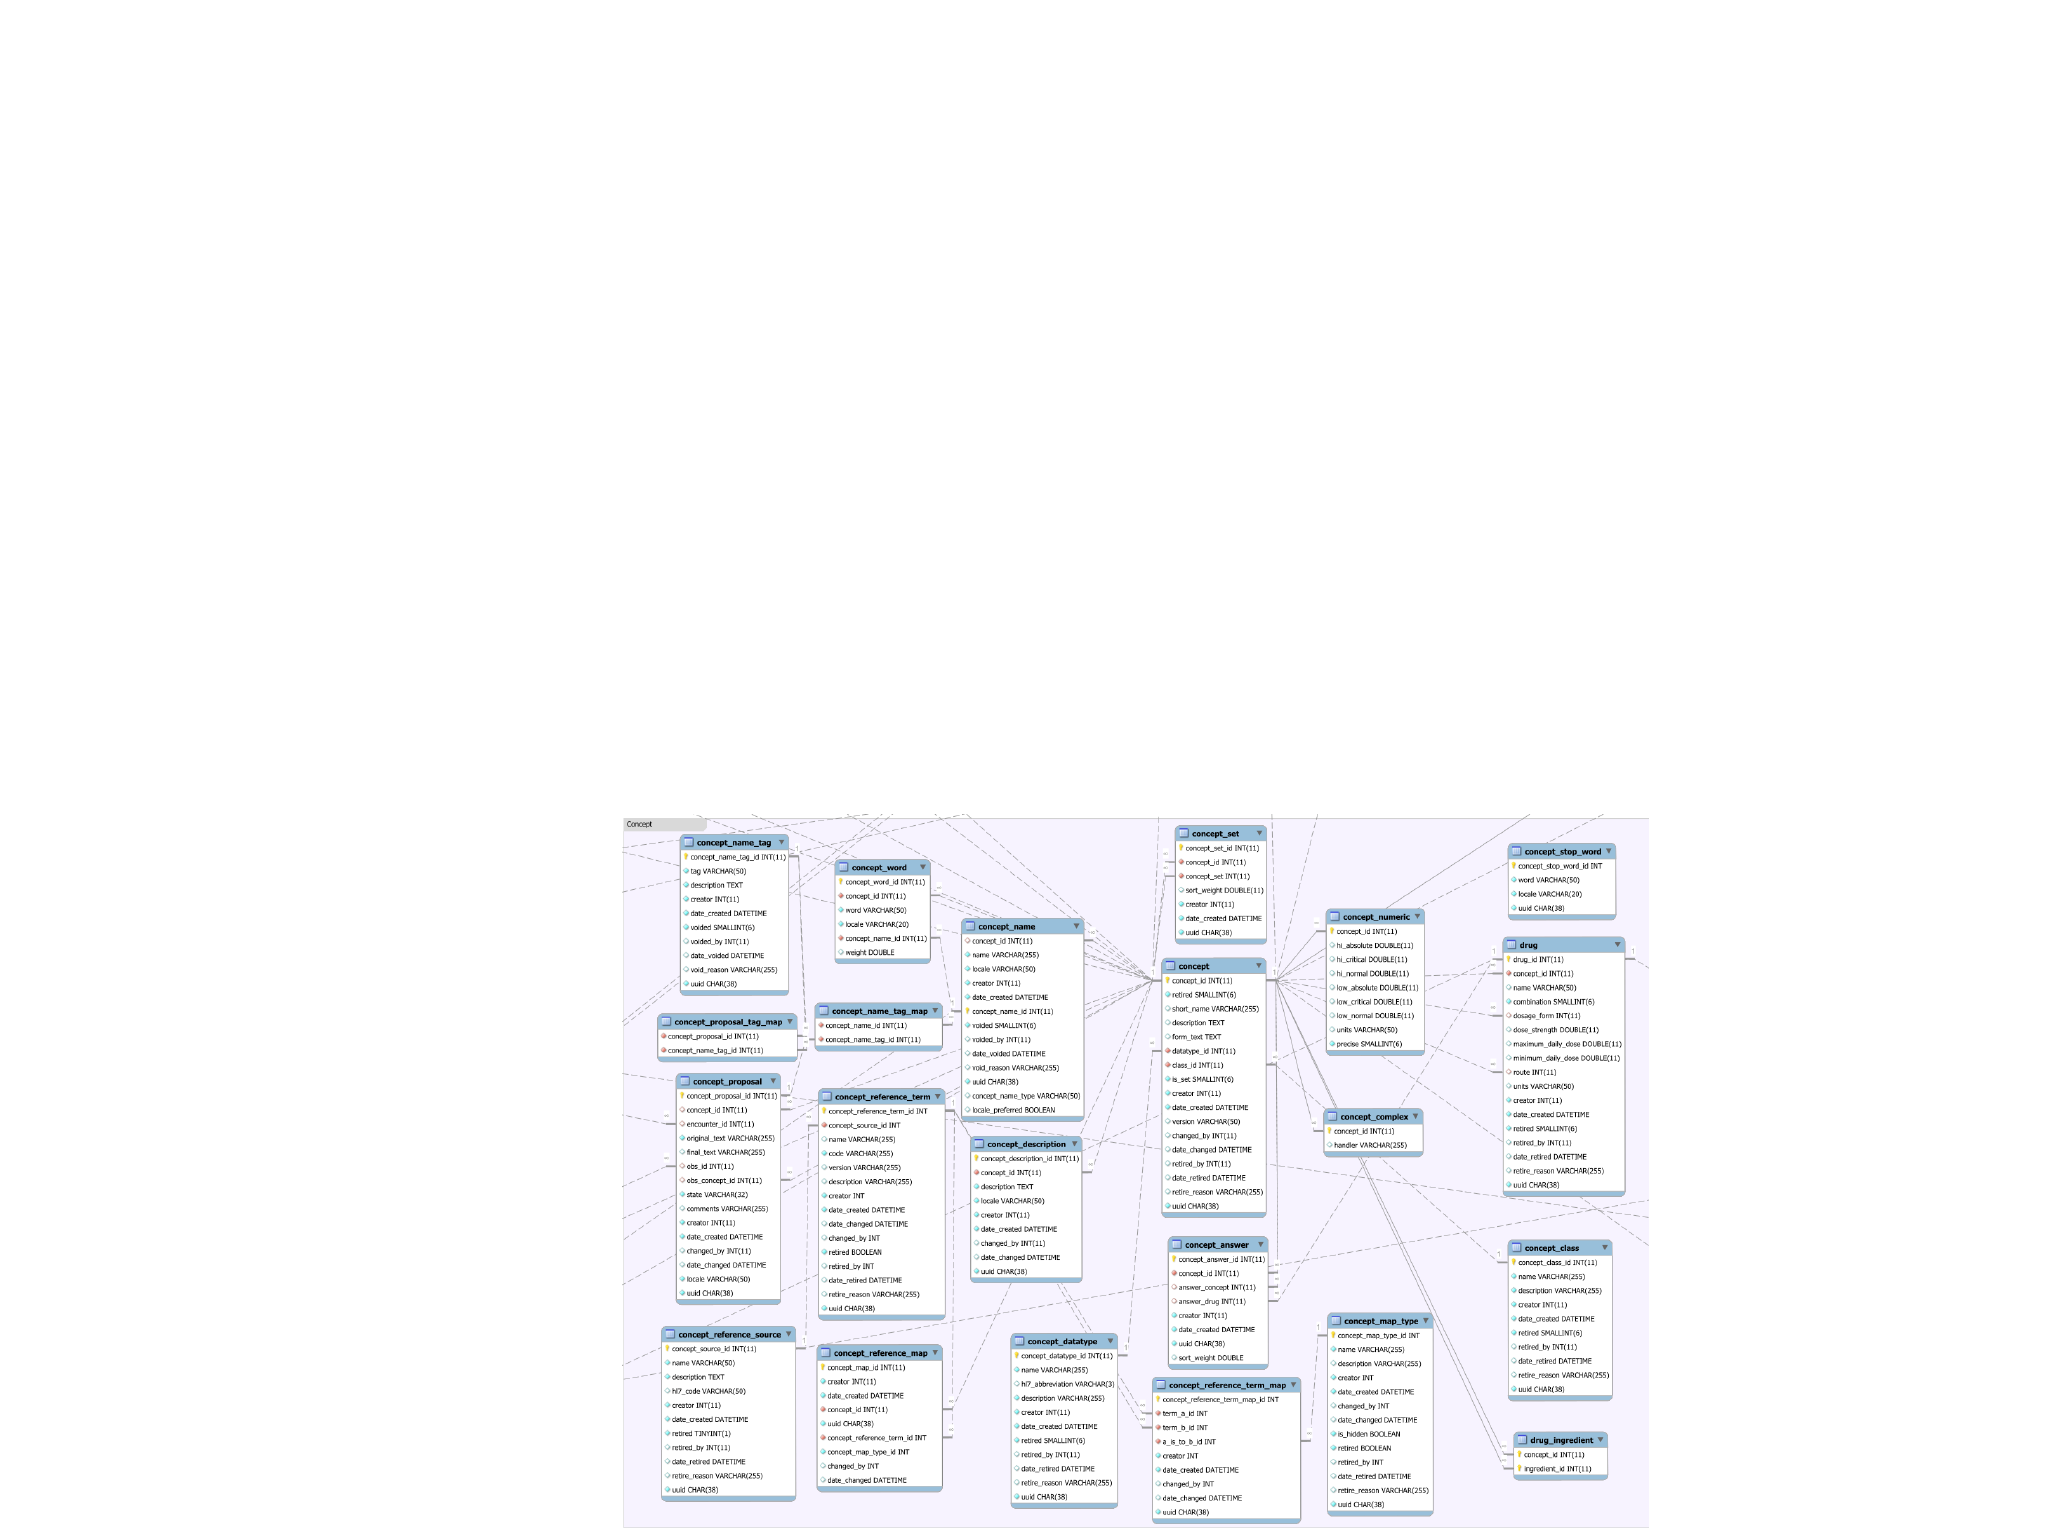 Concept
concept_name_tag
concept_name_tag_id INT(11)
tag VARCHAR(50)
description TEXT
creator INT(11)
date_created DATETIME
voided SMALLINT(6)
voided_by INT(11)
date_voided DATETIME
void_reason VARCHAR(255)
uuid CHAR(38)
concept_word
concept_word_id INT(11)
concept_id INT(11)
word VARCHAR(50)
locale VARCHAR(20)
concept_name_id INT(11)
weight DOUBLE
concept_name
concept_id INT(11)
name VARCHAR(255)
locale VARCHAR(50)
creator INT(11)
date_created DATETIME
concept_name_id INT(11)
voided SMALLINT(6)
voided_by INT(11)
date_voided DATETIME
void_reason VARCHAR(255)
uuid CHAR(38)
concept_name_type VARCHAR(50)
locale_preferred BOOLEAN
concept_set
concept_set_id INT(11)
concept_id INT(11)
concept_set INT(11)
sort_weight DOUBLE(11)
creator INT(11)
date_created DATETIME
uuid CHAR(38)
concept_stop_word
concept_stop_word_id INT
word VARCHAR(50)
locale VARCHAR(20)
uuid CHAR(38)
concept_numeric
concept_id INT(11)
hi_absolute DOUBLE(11)
hi_critical DOUBLE(11)
hi_normal DOUBLE(11)
low_absolute DOUBLE(11)
low_critical DOUBLE(11)
low_normal DOUBLE(11)
units VARCHAR(50)
precise SMALLINT(6)
drug
drug_id INT(11)
concept_id INT(11)
name VARCHAR(50)
combination SMALLINT(6)
dosage_form INT(11)
dose_strength DOUBLE(11)
maximum_daily_dose DOUBLE(11)
minimum_daily_dose DOUBLE(11)
route INT(11)
units VARCHAR(50)
creator INT(11)
date_created DATETIME
retired SMALLINT(6)
retired_by INT(11)
date_retired DATETIME
retire_reason VARCHAR(255)
uuid CHAR(38)
concept
concept_id INT(11)
retired SMALLINT(6)
short_name VARCHAR(255)
description TEXT
form_text TEXT
datatype_id INT(11)
class_id INT(11)
is_set SMALLINT(6)
creator INT(11)
date_created DATETIME
version VARCHAR(50)
changed_by INT(11)
date_changed DATETIME
retired_by INT(11)
date_retired DATETIME
retire_reason VARCHAR(255)
uuid CHAR(38)
concept_proposal_tag_map
concept_proposal_id INT(11)
concept_name_tag_id INT(11)
concept_name_tag_map
concept_name_id INT(11)
concept_name_tag_id INT(11)
concept_proposal
concept_proposal_id INT(11)
concept_id INT(11)
encounter_id INT(11)
original_text VARCHAR(255)
final_text VARCHAR(255)
obs_id INT(11)
obs_concept_id INT(11)
state VARCHAR(32)
comments VARCHAR(255)
creator INT(11)
date_created DATETIME
changed_by INT(11)
date_changed DATETIME
locale VARCHAR(50)
uuid CHAR(38)
concept_reference_term
concept_reference_term_id INT
concept_source_id INT
name VARCHAR(255)
code VARCHAR(255)
version VARCHAR(255)
description VARCHAR(255)
creator INT
date_created DATETIME
date_changed DATETIME
changed_by INT
retired BOOLEAN
retired_by INT
date_retired DATETIME
retire_reason VARCHAR(255)
uuid CHAR(38)
concept_description
concept_description_id INT(11)
concept_id INT(11)
description TEXT
locale VARCHAR(50)
creator INT(11)
date_created DATETIME
changed_by INT(11)
date_changed DATETIME
uuid CHAR(38)
concept_complex
concept_id INT(11)
handler VARCHAR(255)
concept_answer
concept_answer_id INT(11)
concept_id INT(11)
answer_concept INT(11)
answer_drug INT(11)
creator INT(11)
date_created DATETIME
uuid CHAR(38)
sort_weight DOUBLE
concept_class
concept_class_id INT(11)
name VARCHAR(255)
description VARCHAR(255)
creator INT(11)
date_created DATETIME
retired SMALLINT(6)
retired_by INT(11)
date_retired DATETIME
retire_reason VARCHAR(255)
uuid CHAR(38)
concept_reference_source
concept_source_id INT(11)
name VARCHAR(50)
description TEXT
hl7_code VARCHAR(50)
creator INT(11)
date_created DATETIME
retired TINYINT(1)
retired_by INT(11)
date_retired DATETIME
retire_reason VARCHAR(255)
uuid CHAR(38)
concept_reference_map
concept_map_id INT(11)
creator INT(11)
date_created DATETIME
concept_id INT(11)
uuid CHAR(38)
concept_reference_term_id INT
concept_map_type_id INT
changed_by INT
date_changed DATETIME
concept_datatype
concept_datatype_id INT(11)
name VARCHAR(255)
hl7_abbreviation VARCHAR(3)
description VARCHAR(255)
creator INT(11)
date_created DATETIME
retired SMALLINT(6)
retired_by INT(11)
date_retired DATETIME
retire_reason VARCHAR(255)
uuid CHAR(38)
concept_reference_term_map
concept_reference_term_map_id INT
term_a_id INT
term_b_id INT
a_is_to_b_id INT
creator INT
date_created DATETIME
changed_by INT
date_changed DATETIME
uuid CHAR(38)
concept_map_type
concept_map_type_id INT
name VARCHAR(255)
description VARCHAR(255)
creator INT
date_created DATETIME
changed_by INT
date_changed DATETIME
is_hidden BOOLEAN
retired BOOLEAN
retired_by INT
date_retired DATETIME
retire_reason VARCHAR(255)
uuid CHAR(38)
drug_ingredient
concept_id INT(11)
ingredient_id INT(11)